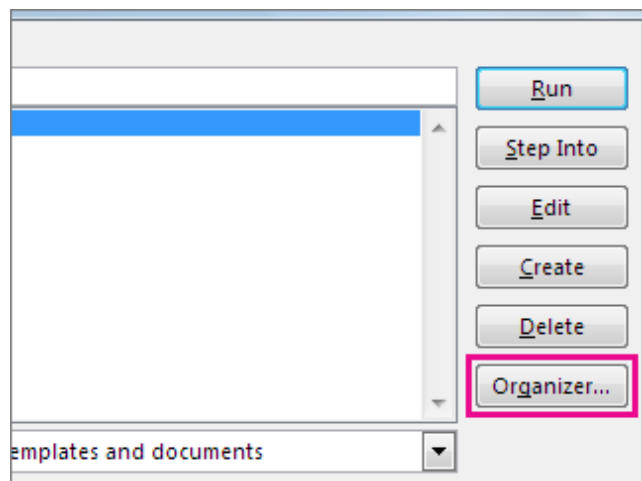 Run
Step Into
Edit
Create
Delete
Organizer...
emplates and documents